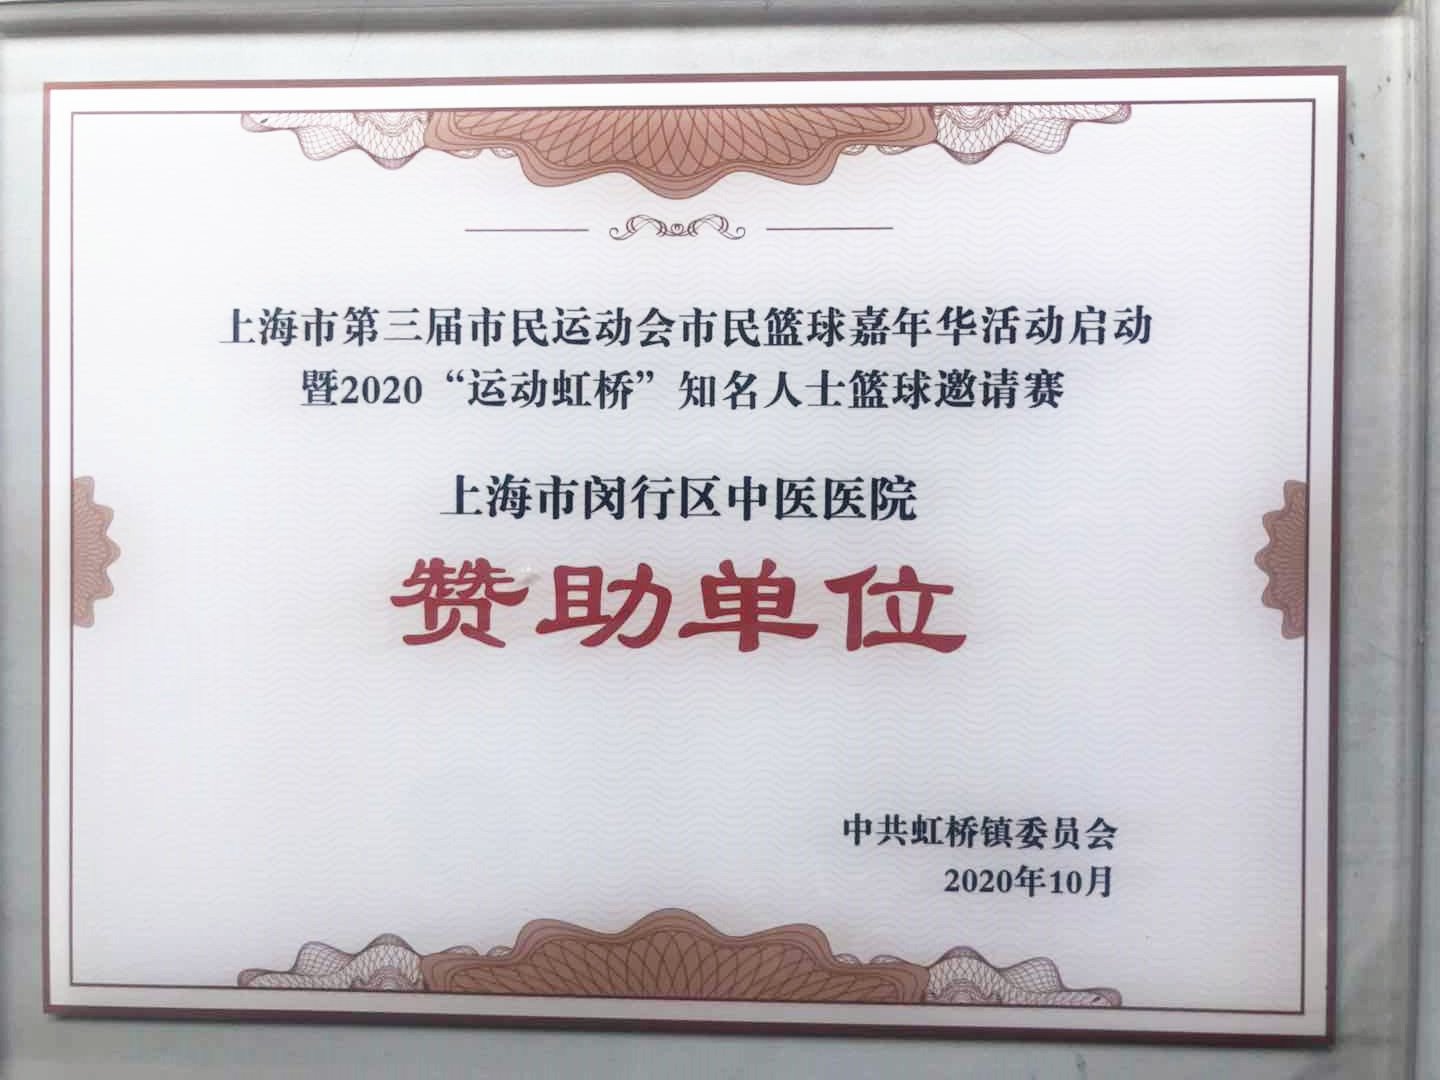 上海市第三届市民运动会市民篮球嘉年华活动启动
暨2020“运动虹桥”知名人士篮球邀请赛
上海市闵行区中医医院
赞助单位
中共虹桥镇委员会
2020年10月